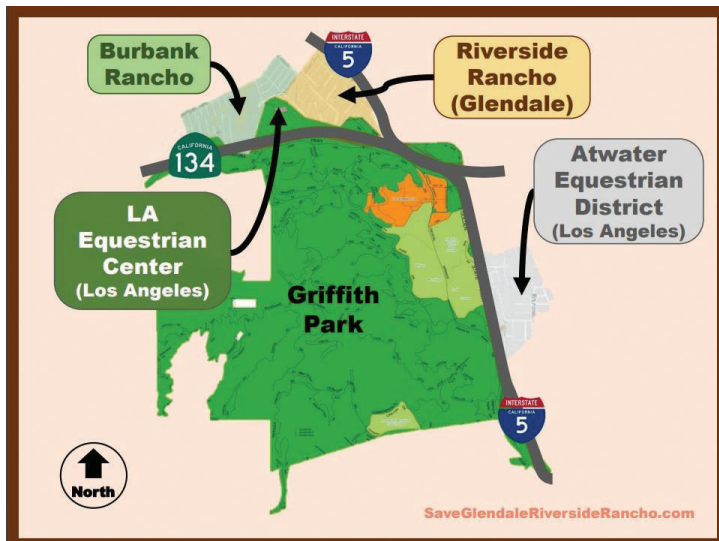 Burbank
Rancho
INTERSTATE
CALIFORNIA
5
Riverside
Rancho
(Glendale)
CALIFORNIA
134
Atwater
Equestrian
District
(Los Angeles)
LA
Equestrian
Center
(Los Angeles)
Griffith
Park
INTERSTATE
CALIFORNIA
5
North
SaveGlendaleRiversideRancho.com